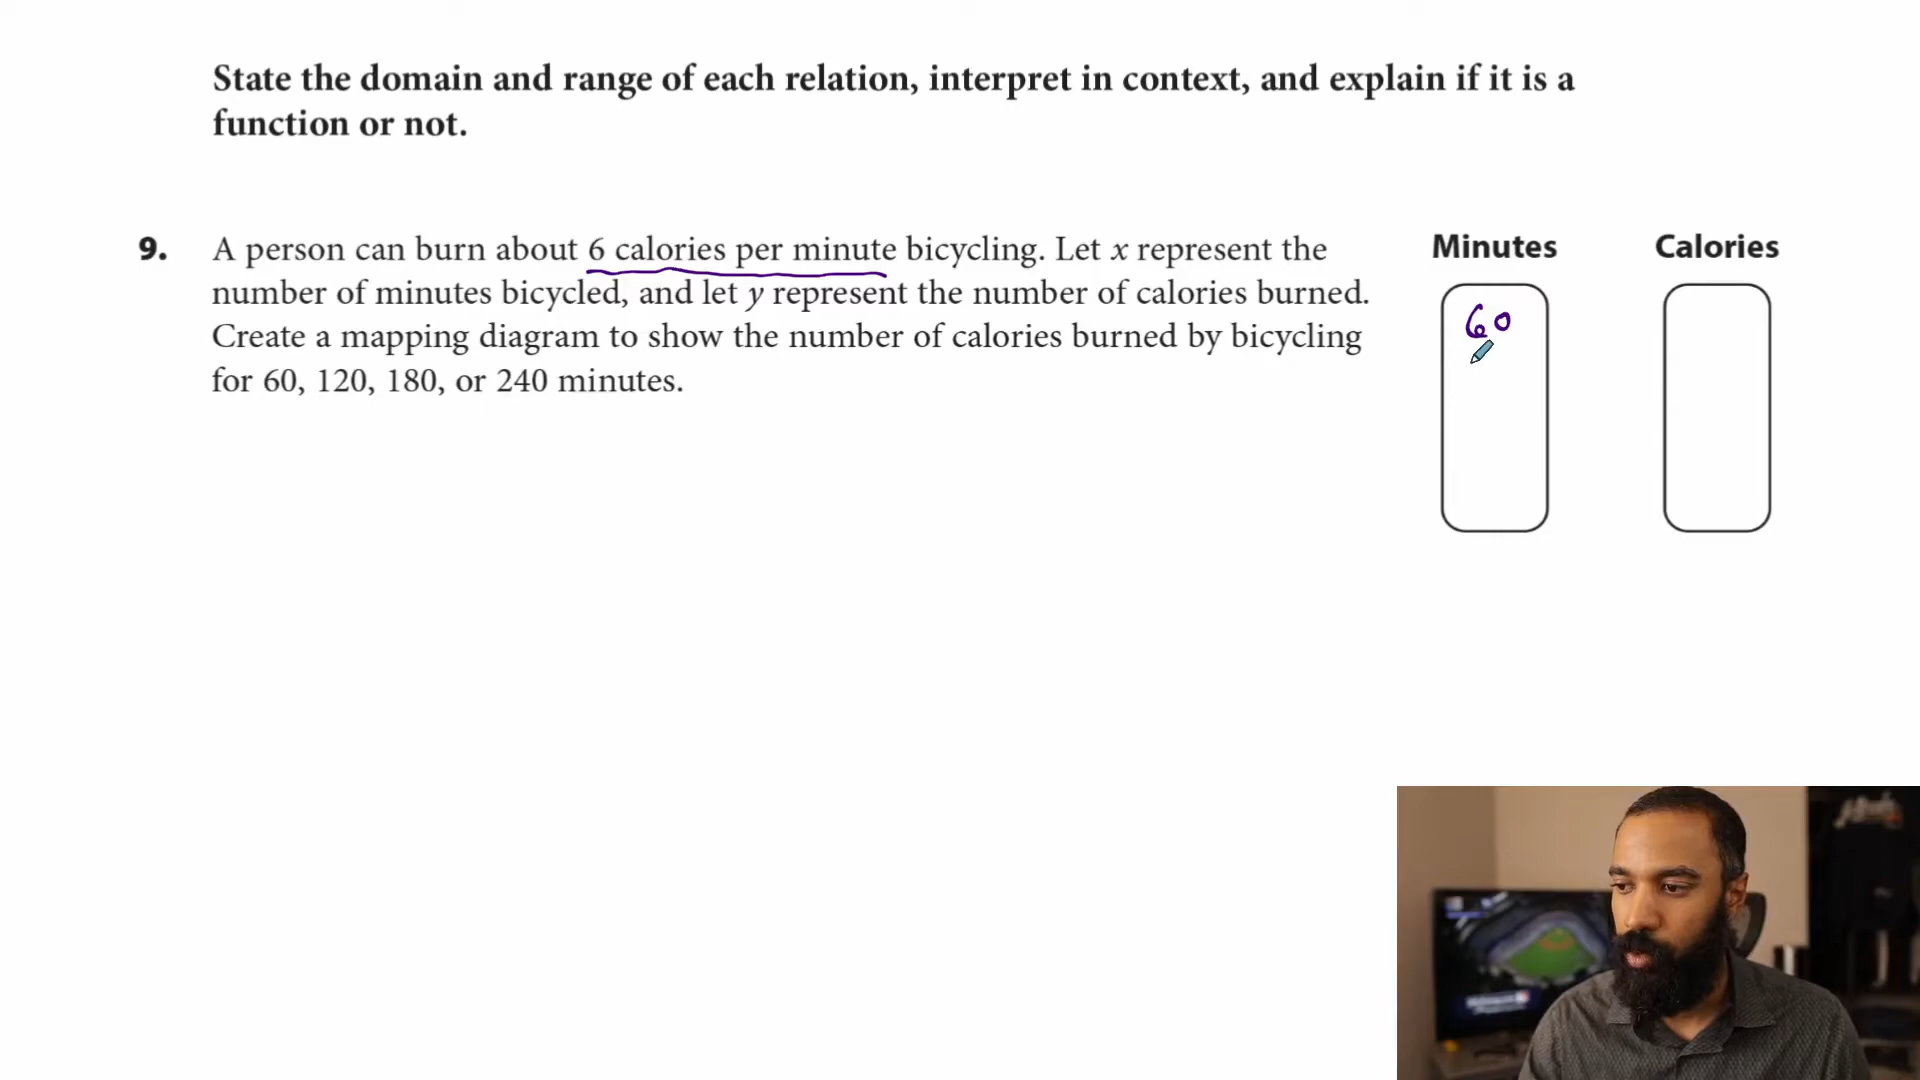 State the domain and range of each relation, interpret in context, and explain if it is a
function or not.
9. A person can burn about 6 calories per minute bicycling. Let x represent the
number of minutes bicycled, and let y represent the number of calories burned.
Create a mapping diagram to show the number of calories burned by bicycling
for 60, 120, 180, or 240 minutes.
Minutes Calories
60